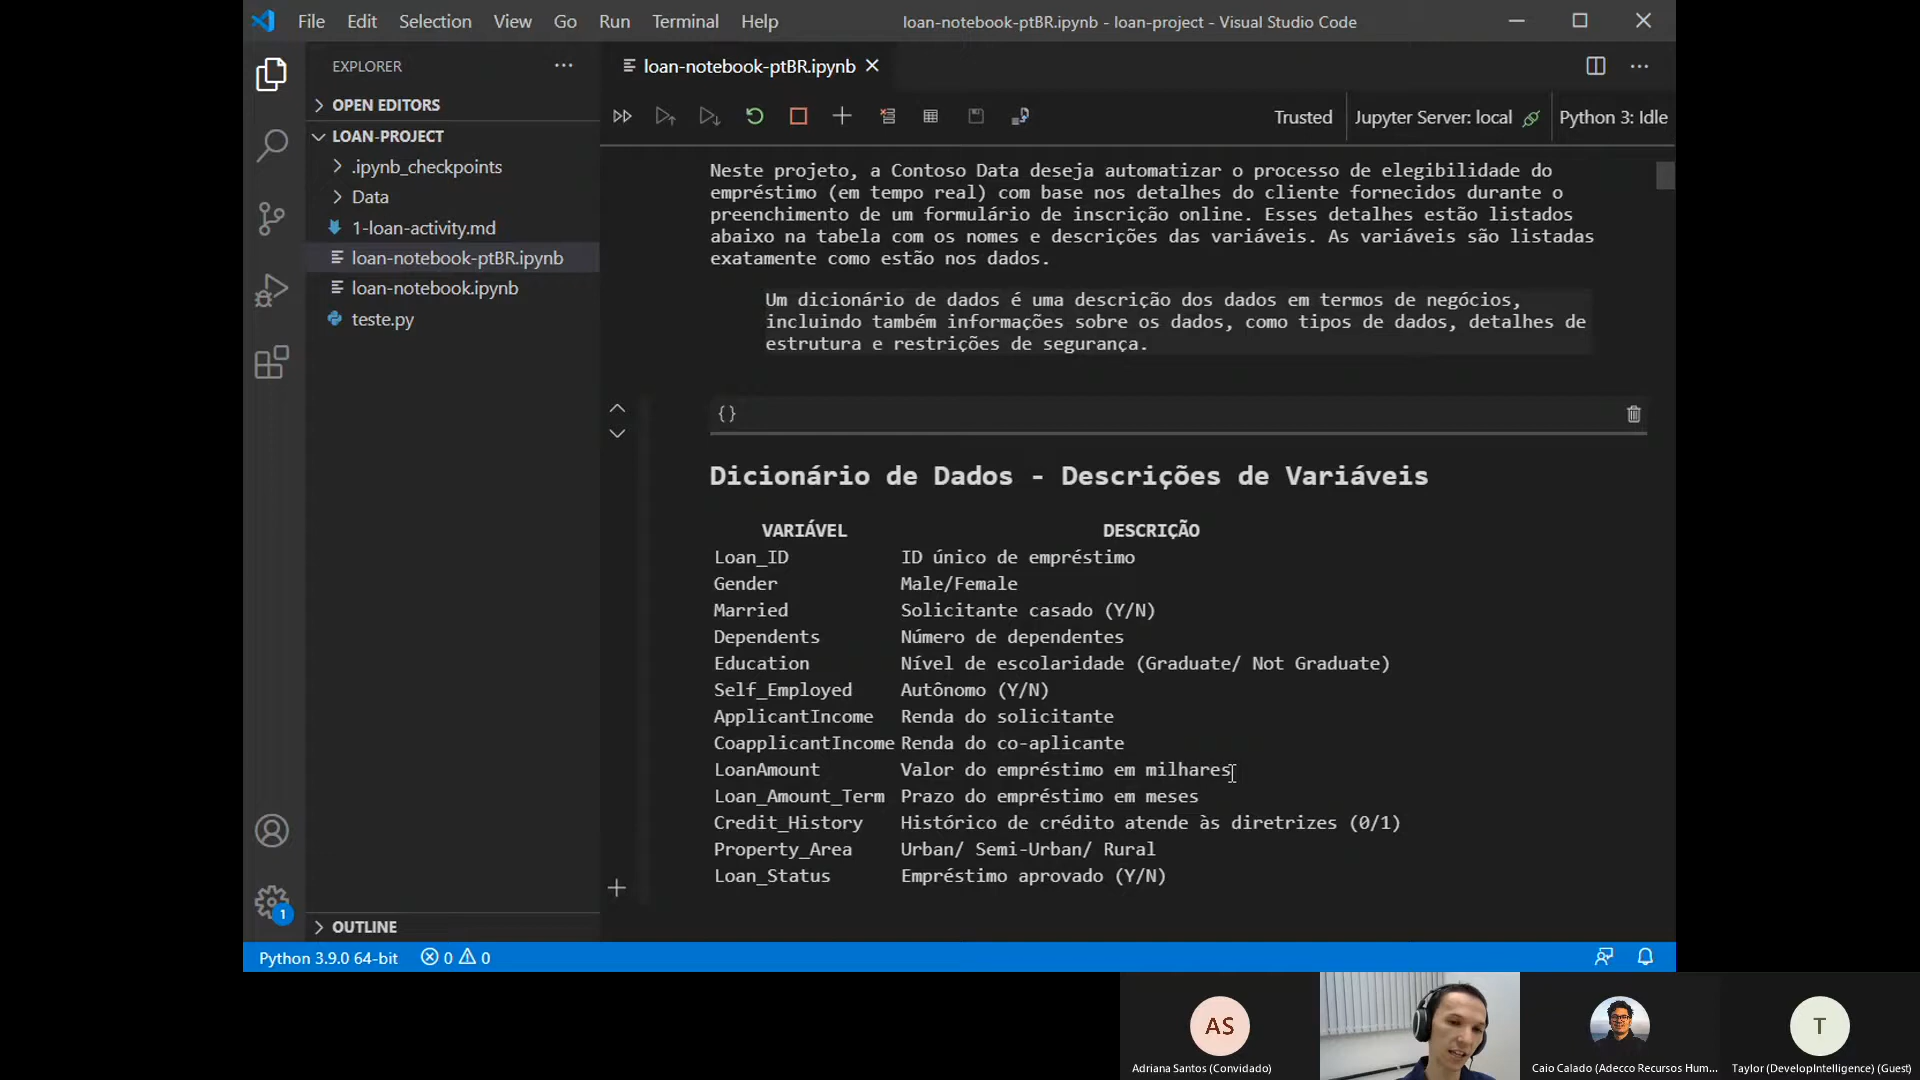 File Edit Selection View Go Run Terminal Help
loan-notebook-ptBR.ipynb - loan-project - Visual Studio Code
EXPLORER
OPEN EDITORS
LOAN-PROJECT
.ipynb_checkpoints
Data
1-loan-activity.md
loan-notebook-ptBR.ipynb
loan-notebook.ipynb
teste.py
OUTLINE
loan-notebook-ptBR.ipynb
Trusted Jupyter Server: local Python 3: Idle
Neste projeto, a Contoso Data deseja automatizar o processo de elegibilidade do
empréstimo (em tempo real) com base nos detalhes do cliente fornecidos durante o
preenchimento de um formulário de inscrição online. Esses detalhes estão listados
abaixo na tabela com os nomes e descrições das variáveis. As variáveis são listadas
exatamente como estão nos dados.
Um dicionário de dados é uma descrição dos dados em termos de negócios,
incluindo também informações sobre os dados, como tipos de dados, detalhes de
estrutura e restrições de segurança.
{}
Dicionário de Dados - Descrições de Variáveis
VARIÁVEL DESCRIÇÃO
Loan_ID ID único de empréstimo
Gender Male/Female
Married Solicitante casado (Y/N)
Dependents Número de dependentes
Education Nível de escolaridade (Graduate/ Not Graduate)
Self_Employed Autônomo (Y/N)
ApplicantIncome Renda do solicitante
CoapplicantIncome Renda do co-aplicante
LoanAmount Valor do empréstimo em milhares
Loan_Amount_Term Prazo do empréstimo em meses
Credit_History Histórico de crédito atende às diretrizes (0/1)
Property_Area Urban/ Semi-Urban/ Rural
Loan_Status Empréstimo aprovado (Y/N)
1
Python 3.9.0 64-bit 0 0
AS
T
Adriana Santos (Convidado)
Caio Calado (Adecco Recursos Hum...
Taylor (DevelopIntelligence) (Guest)